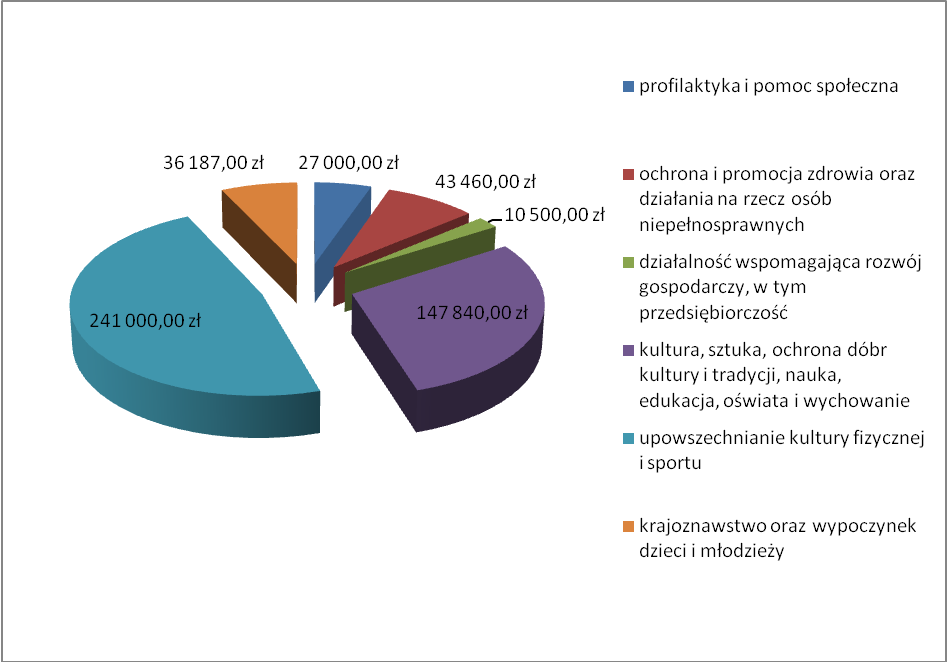 36 187,00 zł
27 000,00 zł
43 460,00 zł
10 500,00 zł
241 000,00 zł
147 840,00 zł
profilaktyka i pomoc społeczna
ochrona i promocja zdrowia oraz
działania na rzecz osób
niepełnosprawnych
działalność wspomagająca rozwój
gospodarczy, w tym
przedsiębiorczość
kultura, sztuka, ochrona dóbr
kultury i tradycji, nauka,
edukacja, oświata i wychowanie
upowszechnianie kultury fizycznej
i sportu
krajoznawstwo oraz wypoczynek
dzieci i młodzieży